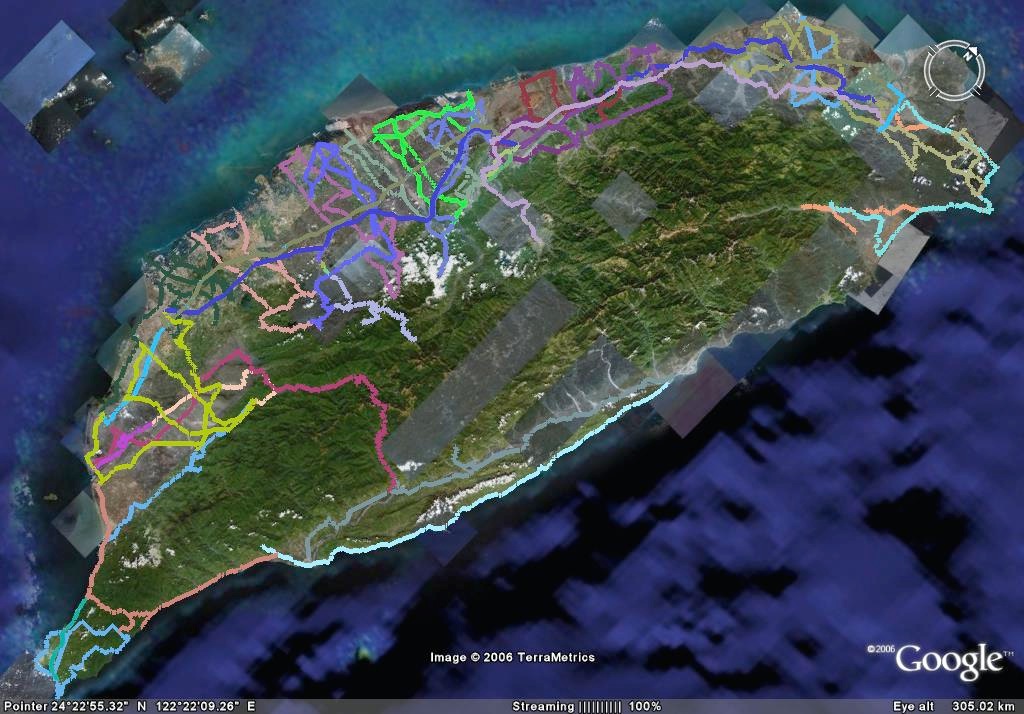 N
Image © 2006 TerraMetrics
©2006 Google™
Pointer 24°22'55.32" N 122°22'09.26" E Streaming ||||||||| 100% Eye alt 305.02 km